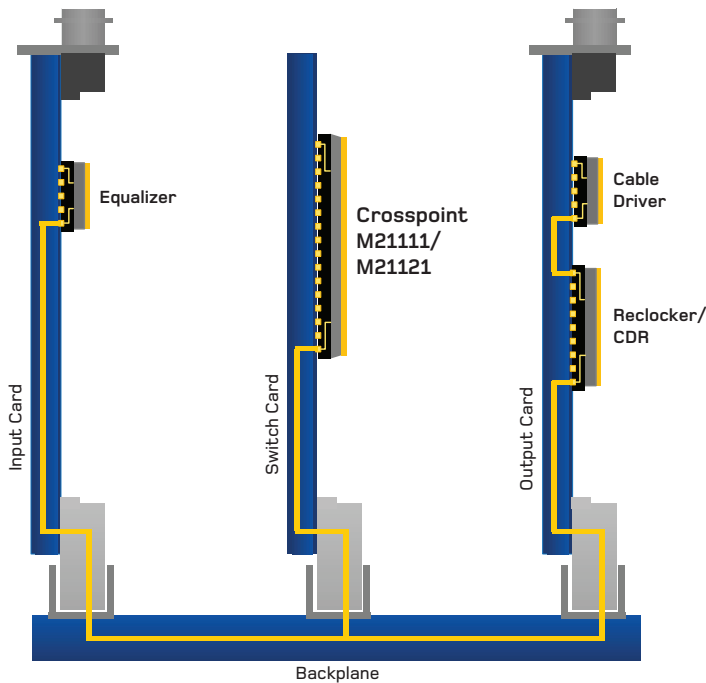 Equalizer
Crosspoint
M21111/
M21121
Cable
Driver
Reclocker/
CDR
Input Card
Switch Card
Output Card
Backplane